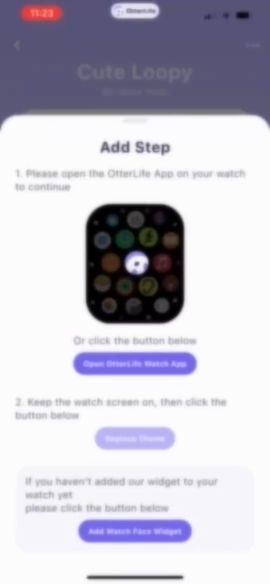 11:23
OtterLife
Cute Loopy
Add Step
1. Please open the OtterLife App on your watch
to continue
Or click the button below
Open OtterLife Watch App
2. Keep the watch screen on, then click the
button below
Replace Theme
If you haven't added our widget to your
watch yet
please click the button below
Add Watch Face Widget